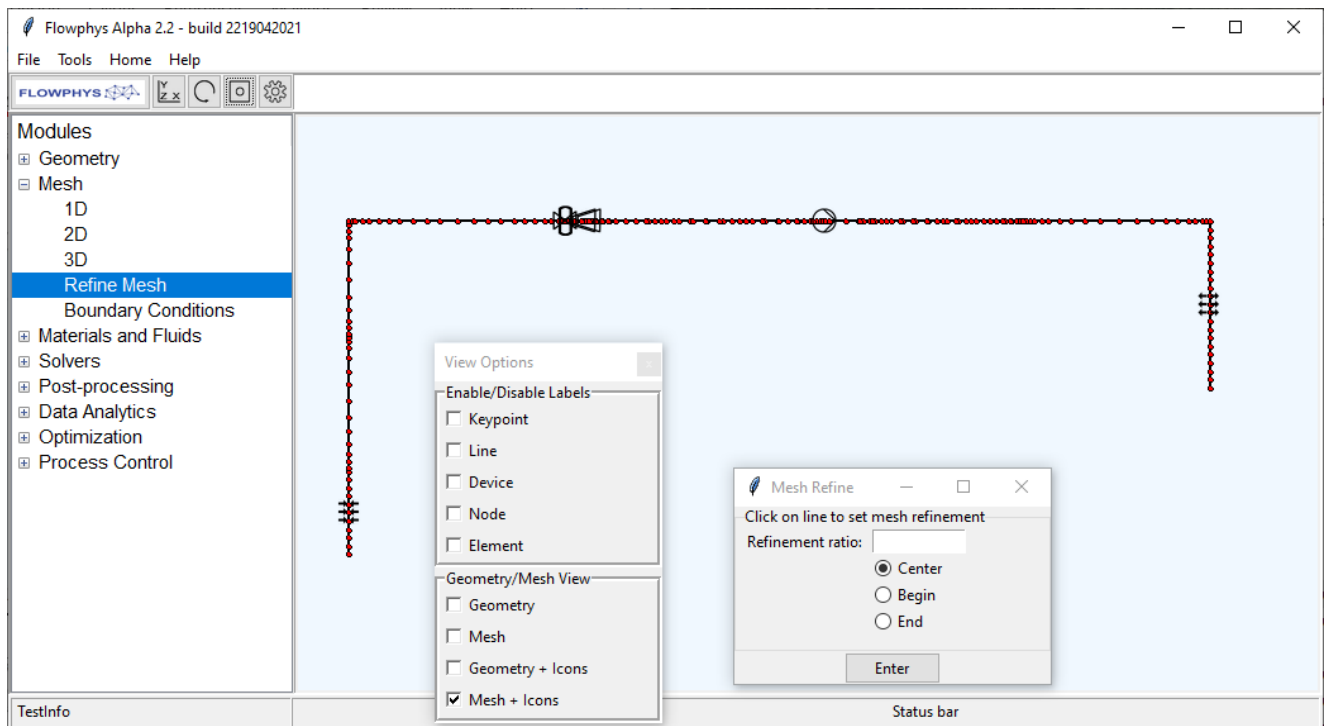 Flowphys Alpha 2.2 - build 2219042021
File Tools Home Help
FLOWPHYS
Y
Z X
Modules
Geometry
Mesh
1D
2D
3D
Refine Mesh
Boundary Conditions
Materials and Fluids
Solvers
Post-processing
Data Analytics
Optimization
Process Control
View Options
Enable/Disable Labels
Keypoint
Line
Device
Node
Element
Geometry/Mesh View
Geometry
Mesh
Geometry + Icons
Mesh + Icons
Mesh Refine
Click on line to set mesh refinement
Refinement ratio:
Center
Begin
End
Enter
TestInfo
Status bar